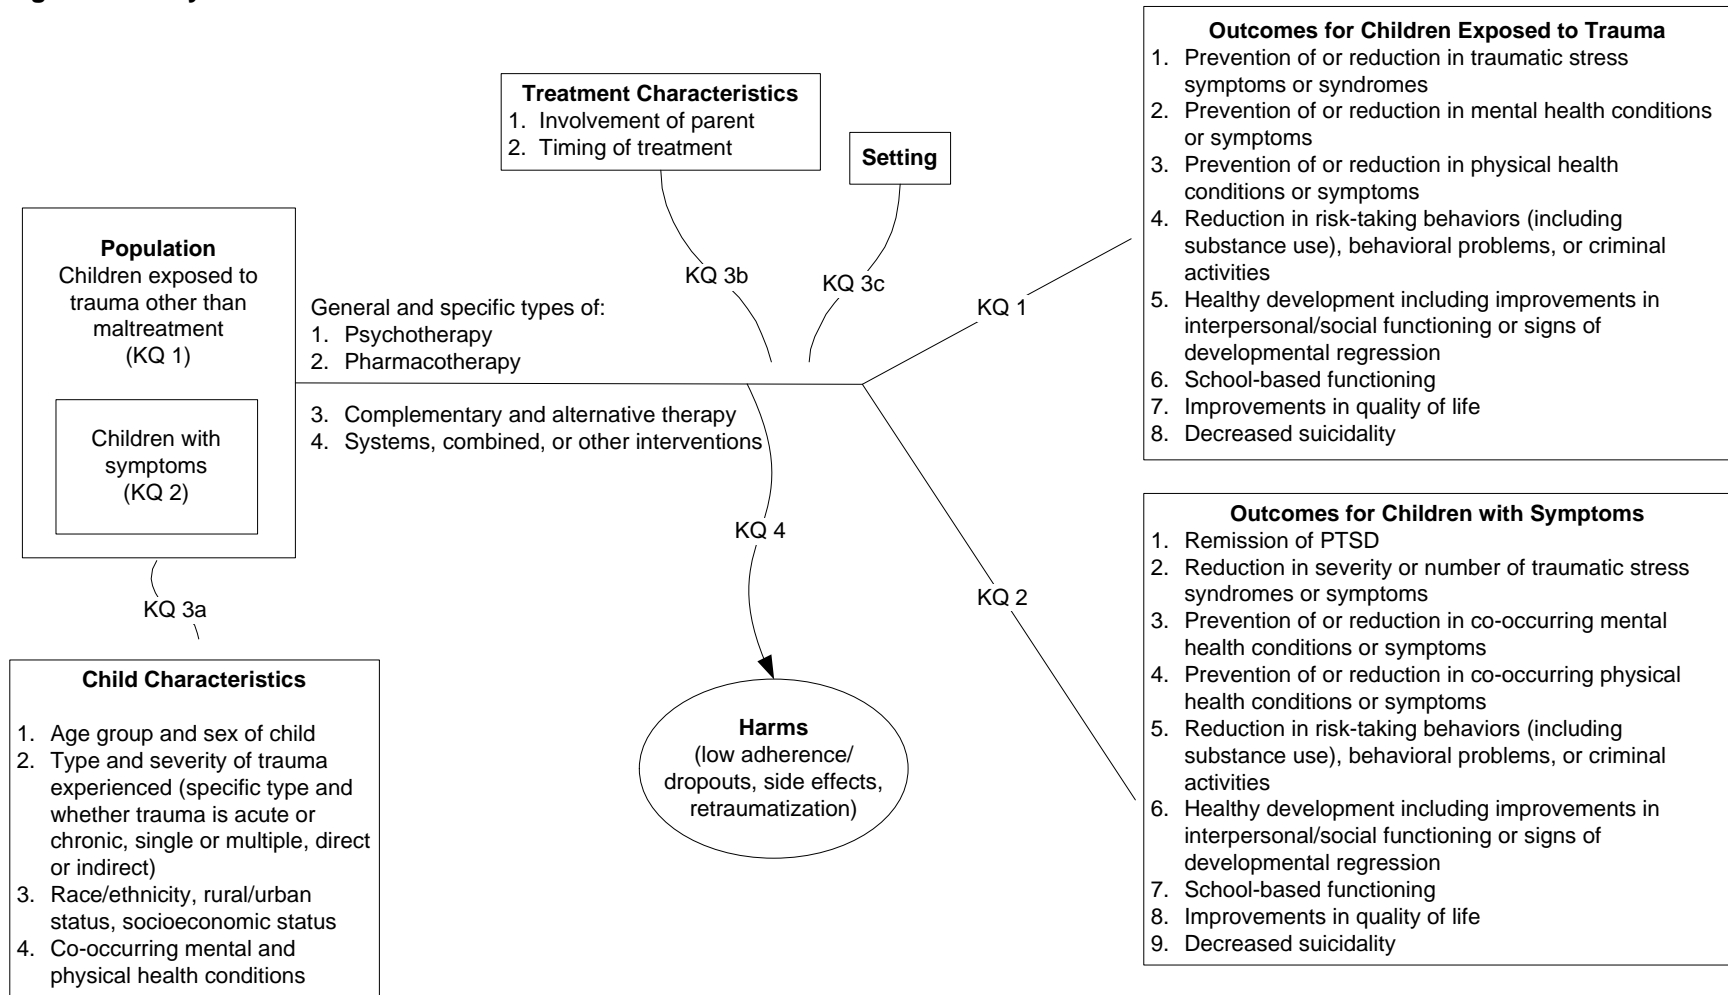 Treatment Characteristics
1. Involvement of parent
2. Timing of treatment
Setting
Population
Children exposed to
trauma other than
maltreatment
(KQ 1)
Children with
symptoms
(KQ 2)
KQ 3a
Child Characteristics
1. Age group and sex of child
2. Type and severity of trauma
experienced (specific type and
whether trauma is acute or
chronic, single or multiple, direct
or indirect)
3. Race/ethnicity, rural/urban
status, socioeconomic status
4. Co-occurring mental and
physical health conditions
General and specific types of:
1. Psychotherapy
2. Pharmacotherapy
3. Complementary and alternative therapy
4. Systems, combined, or other interventions
KQ 3b
KQ 3c
KQ 4
Harms
(low adherence/
dropouts, side effects,
retraumatization)
KQ 1
KQ 2
Outcomes for Children Exposed to Trauma
1. Prevention of or reduction in traumatic stress
symptoms or syndromes
2. Prevention of or reduction in mental health conditions
or symptoms
3. Prevention of or reduction in physical health
conditions or symptoms
4. Reduction in risk-taking behaviors (including
substance use), behavioral problems, or criminal
activities
5. Healthy development including improvements in
interpersonal/social functioning or signs of
developmental regression
6. School-based functioning
7. Improvements in quality of life
8. Decreased suicidality
Outcomes for Children with Symptoms
1. Remission of PTSD
2. Reduction in severity or number of traumatic stress
syndromes or symptoms
3. Prevention of or reduction in co-occurring mental
health conditions or symptoms
4. Prevention of or reduction in co-occurring physical
health conditions or symptoms
5. Reduction in risk-taking behaviors (including
substance use), behavioral problems, or criminal
activities
6. Healthy development including improvements in
interpersonal/social functioning or signs of
developmental regression
7. School-based functioning
8. Improvements in quality of life
9. Decreased suicidality